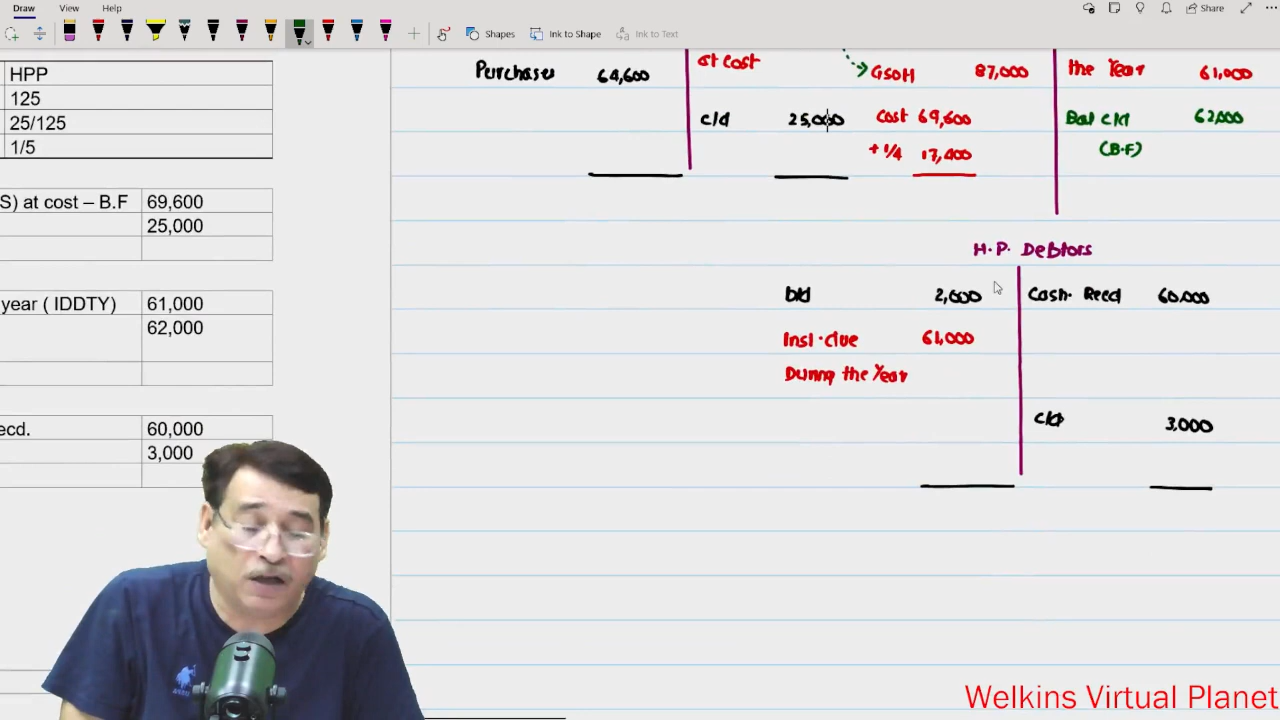 Draw View Help Share
Shapes Ink to Shape Ink to Text
HPP
125
25/125
1/5
S) at cost – B.F 69,600
25,000
year ( IDDTY) 61,000
62,000
ecd. 60,000
3,000
Purchases 64,600
at cost
c/d 25,000
GSOH 87,000
Cost 69,600
+ 1/4 17,400
the Year 61,000
Bal c/d 62,000
(B.F)
H.P. Debtors
b/d 2,000 Cash Recd 60,000
Inst. due 61,000
During the Year
c/d 3,000
Welkins Virtual Planet